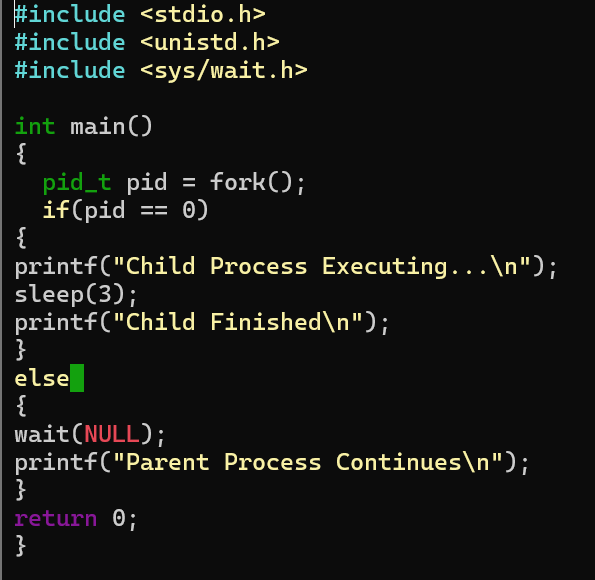 #include <stdio.h>
#include <unistd.h>
#include <sys/wait.h>

int main()
{
  pid_t pid = fork();
  if(pid == 0)
{
printf("Child Process Executing...\n");
sleep(3);
printf("Child Finished\n");
}
else
{
wait(NULL);
printf("Parent Process Continues\n");
}
return 0;
}